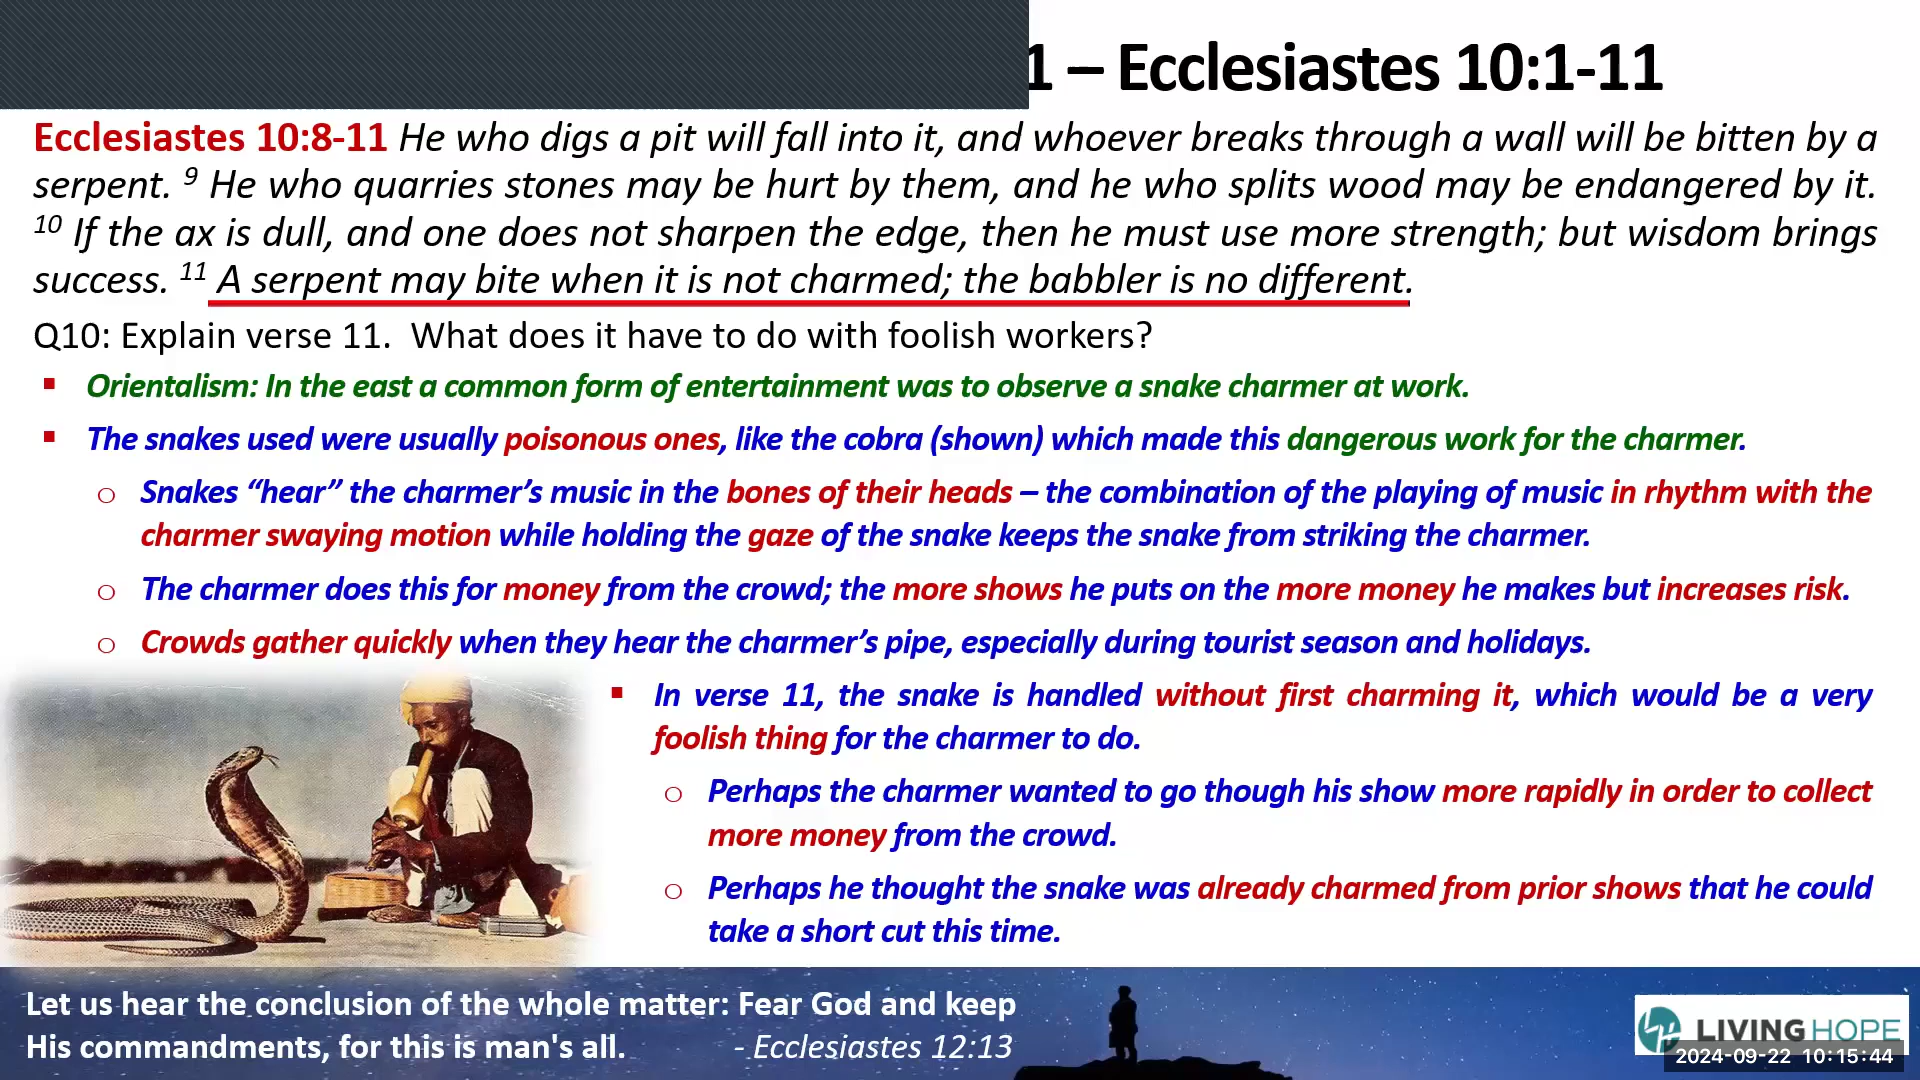 1 – Ecclesiastes 10:1-11
Ecclesiastes 10:8-11 He who digs a pit will fall into it, and whoever breaks through a wall will be bitten by a
serpent. 9 He who quarries stones may be hurt by them, and he who splits wood may be endangered by it.
10 If the ax is dull, and one does not sharpen the edge, then he must use more strength; but wisdom brings
success. 11 A serpent may bite when it is not charmed; the babbler is no different.
Q10: Explain verse 11.  What does it have to do with foolish workers?
▪ Orientalism: In the east a common form of entertainment was to observe a snake charmer at work.
▪ The snakes used were usually poisonous ones, like the cobra (shown) which made this dangerous work for the charmer.
o Snakes “hear” the charmer’s music in the bones of their heads – the combination of the playing of music in rhythm with the
charmer swaying motion while holding the gaze of the snake keeps the snake from striking the charmer.
o The charmer does this for money from the crowd; the more shows he puts on the more money he makes but increases risk.
o Crowds gather quickly when they hear the charmer’s pipe, especially during tourist season and holidays.
▪ In verse 11, the snake is handled without first charming it, which would be a very
foolish thing for the charmer to do.
o Perhaps the charmer wanted to go though his show more rapidly in order to collect
more money from the crowd.
o Perhaps he thought the snake was already charmed from prior shows that he could
take a short cut this time.
Let us hear the conclusion of the whole matter: Fear God and keep
His commandments, for this is man's all. - Ecclesiastes 12:13
LIVING HOPE
2024-09-22 10:15:44